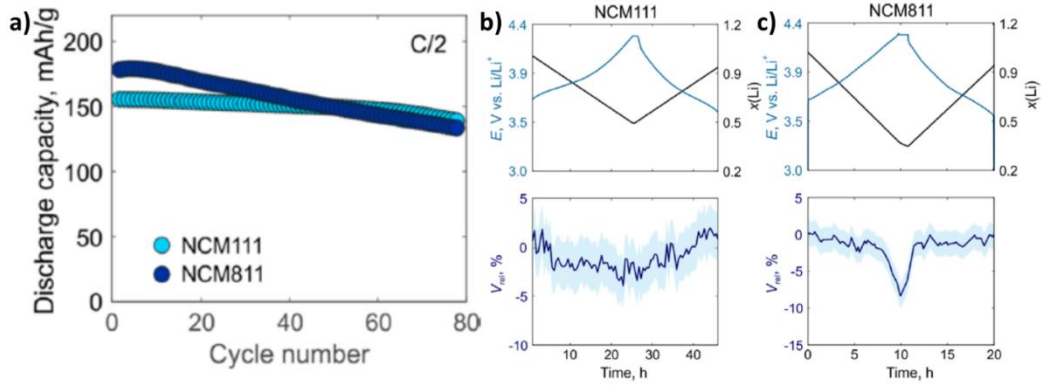 a)
Discharge capacity, mAh/g
200
150
100
50
0
C/2
NCM111
NCM811
0
20
40
60
80
Cycle number
b)
NCM111
E, V vs. Li/Li+
4.4
3.9
3.5
3.0
1.2
0.9
0.5
0.2
x(Li)
Vrel, %
5
0
-5
-10
10
20
30
40
Time, h
c)
NCM811
E, V vs. Li/Li+
4.4
3.9
3.5
3.0
1.2
0.9
0.5
0.2
x(Li)
Vrel, %
5
0
-5
-10
-15
0
5
10
15
20
Time, h